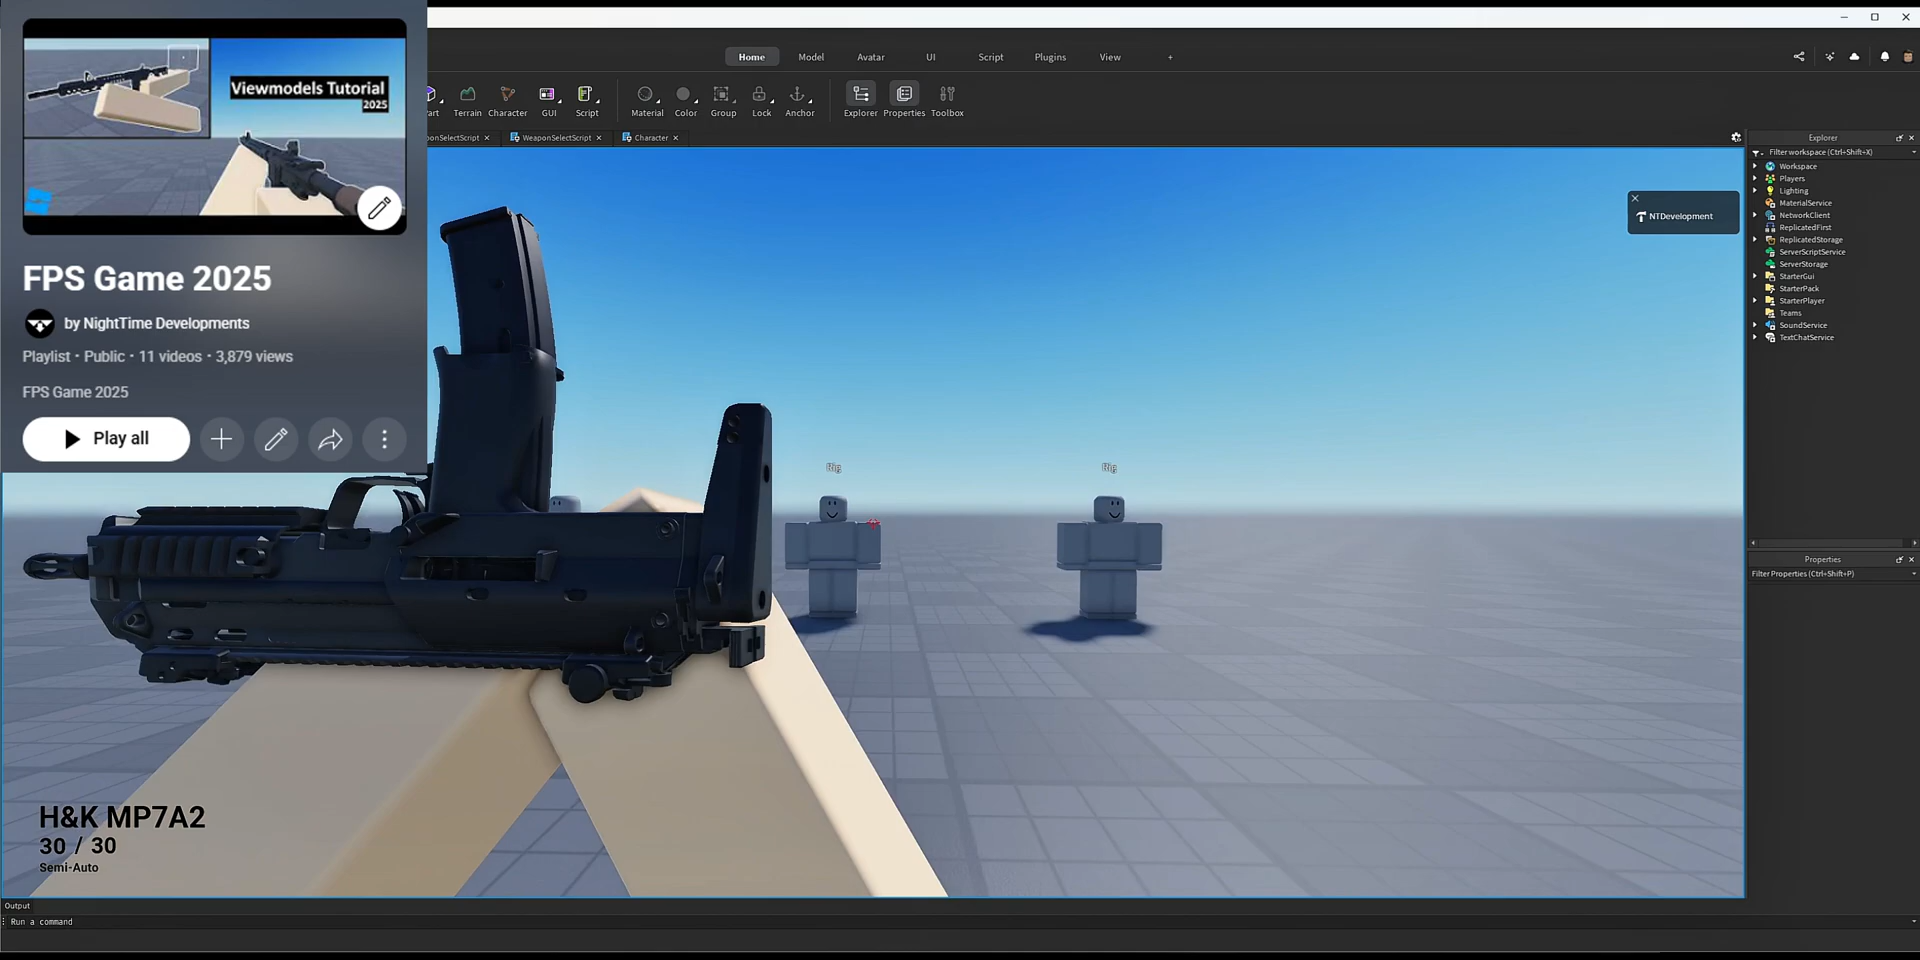 Viewmodels Tutorial
2025
FPS Game 2025
by NightTime Developments
Playlist • Public • 11 videos • 3,879 views
FPS Game 2025
Play all
Home Model Avatar UI Script Plugins View +
Terrain Character GUI Script Material Color Group Lock Anchor Explorer Properties Toolbox
WeaponSelectScript Character
NTDevelopment
Rig
Rig
H&K MP7A2
30 / 30
Semi-Auto
Explorer
Filter workspace (Ctrl+Shift+X)
Workspace
Players
Lighting
MaterialService
NetworkClient
ReplicatedFirst
ReplicatedStorage
ServerScriptService
ServerStorage
StarterGui
StarterPack
StarterPlayer
Teams
SoundService
TextChatService
Properties
Filter Properties (Ctrl+Shift+P)
Output
Run a command